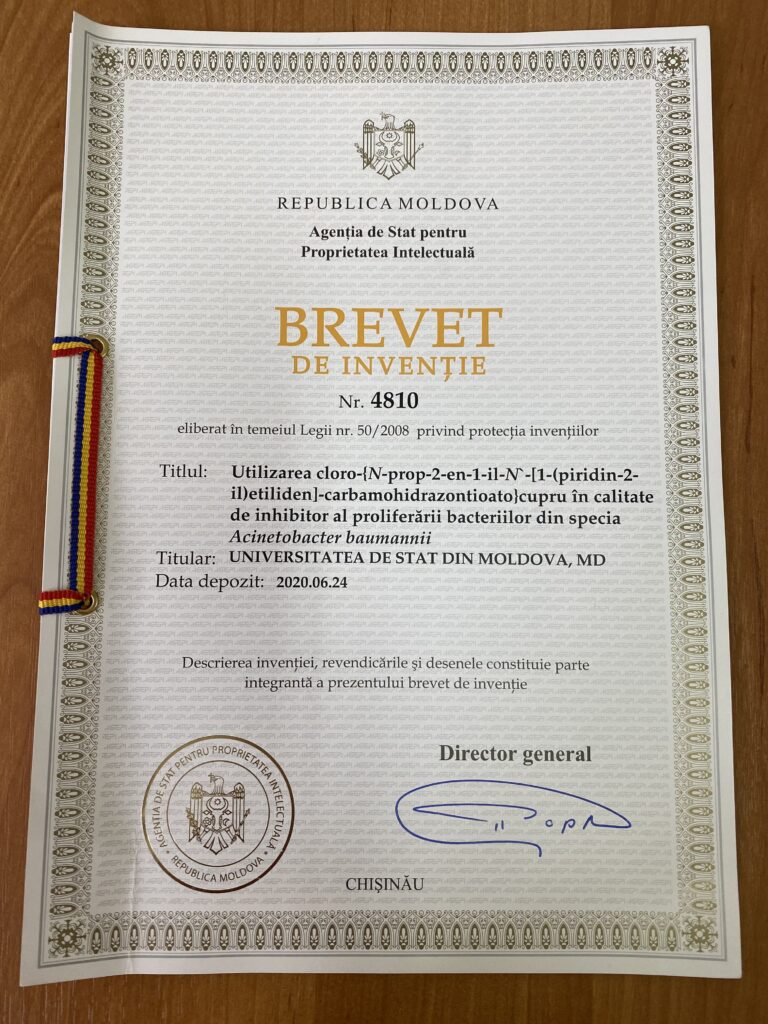 REPUBLICA MOLDOVA
Agenția de Stat pentru
Proprietatea Intelectuală
BREVET
DE INVENȚIE
Nr. 4810
eliberat în temeiul Legii nr. 50/2008 privind protecția invențiilor
Titlul: Utilizarea cloro-{N-prop-2-en-1-il-N`-[1-(piridin-2-
il)etiliden]-carbamohidrazontioato}cupru în calitate
de inhibitor al proliferării bacteriilor din specia
Acinetobacter baumannii
Titular: UNIVERSITATEA DE STAT DIN MOLDOVA, MD
Data depozit: 2020.06.24
Descrierea invenției, revendicările și desenele constituie parte
integrantă a prezentului brevet de invenție
Director general
AGENȚIA DE STAT PENTRU PROPRIETATEA INTELECTUALĂ
REPUBLICA MOLDOVA
CHIȘINĂU